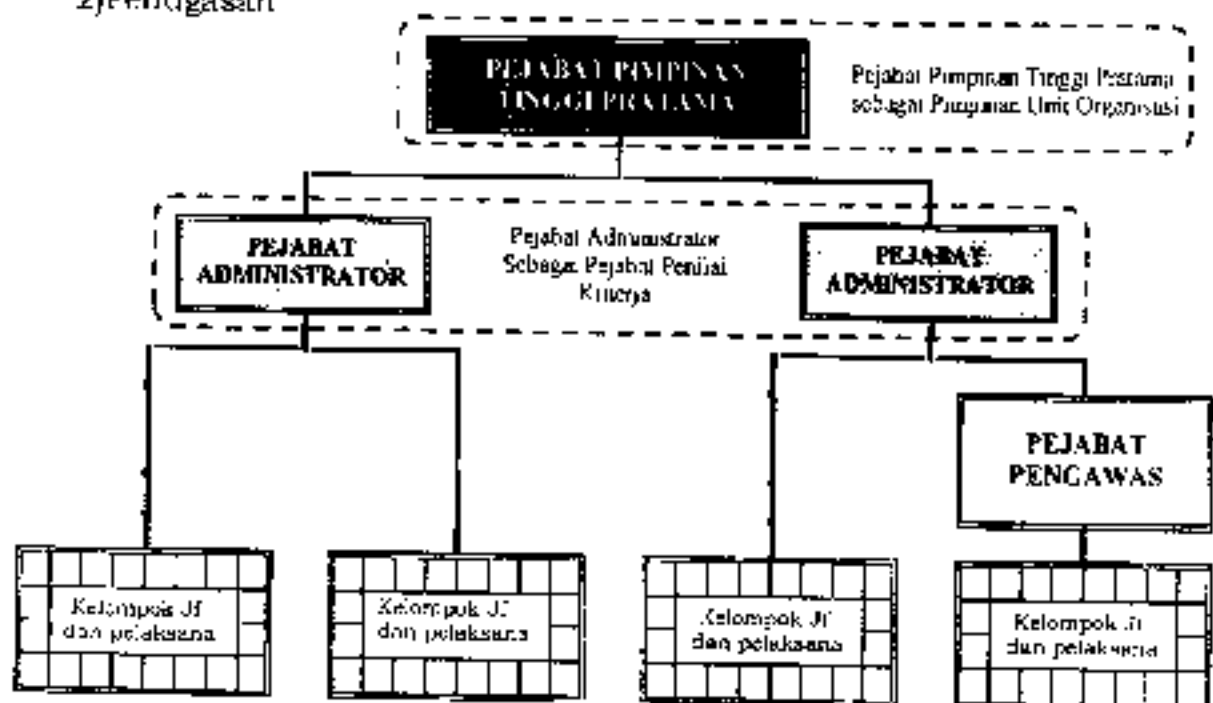 2)Penugasan
PEJABAT PIMPINAN
TINGGI PRATAMA
Pejabat Pimpinan Tinggi Pratama
sebagai Pimpinan Unit Organisasi
PEJABAT
ADMINISTRATOR
Pejabat Administrator
Sebagai Pejabat Penilai
Kinerja
PEJABAT
ADMINISTRATOR
PEJABAT
PENGAWAS
Kelompok Jf
dan pelaksana
Kelompok Jf
dan pelaksana
Kelompok Jf
dan pelaksana
Kelompok Jf
dan pelaksana